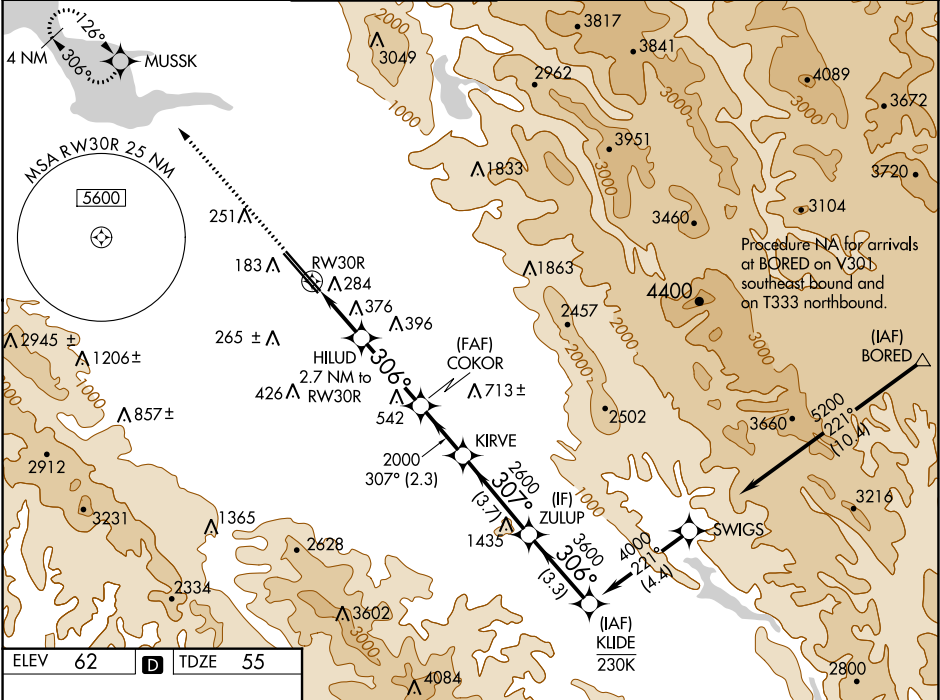 126°
306°
4 NM
MUSSK
MSA RW30R 25 NM
5600
3049
2000
1000
3817
3841
2962
3000
4089
3000
3672
3951
3000
3720
1833
3460
3104
251
183
RW30R
284
376
396
265 ±
HILUD
2.7 NM to
RW30R
306°
(FAF)
COKOR
426
542
713 ±
1863
2457
2000
2000
2502
4400
3000
Procedure NA for arrivals
at BORED on V301
southeast bound and
on T333 northbound.
(IAF)
BORED
5200
221°
(10.4)
3660
3216
2945 ±
1206 ±
1000
857 ±
2912
3231
1365
2334
2628
3602
3000
4084
KIRVE
2000
307° (2.3)
2600
307°
(3.7)
1435
(IF)
ZULUP
3600
306°
(3.3)
1000
SWIGS
4000
221°
(4.4)
(IAF)
KLIDE
230K
2800
ELEV 62 D TDZE 55